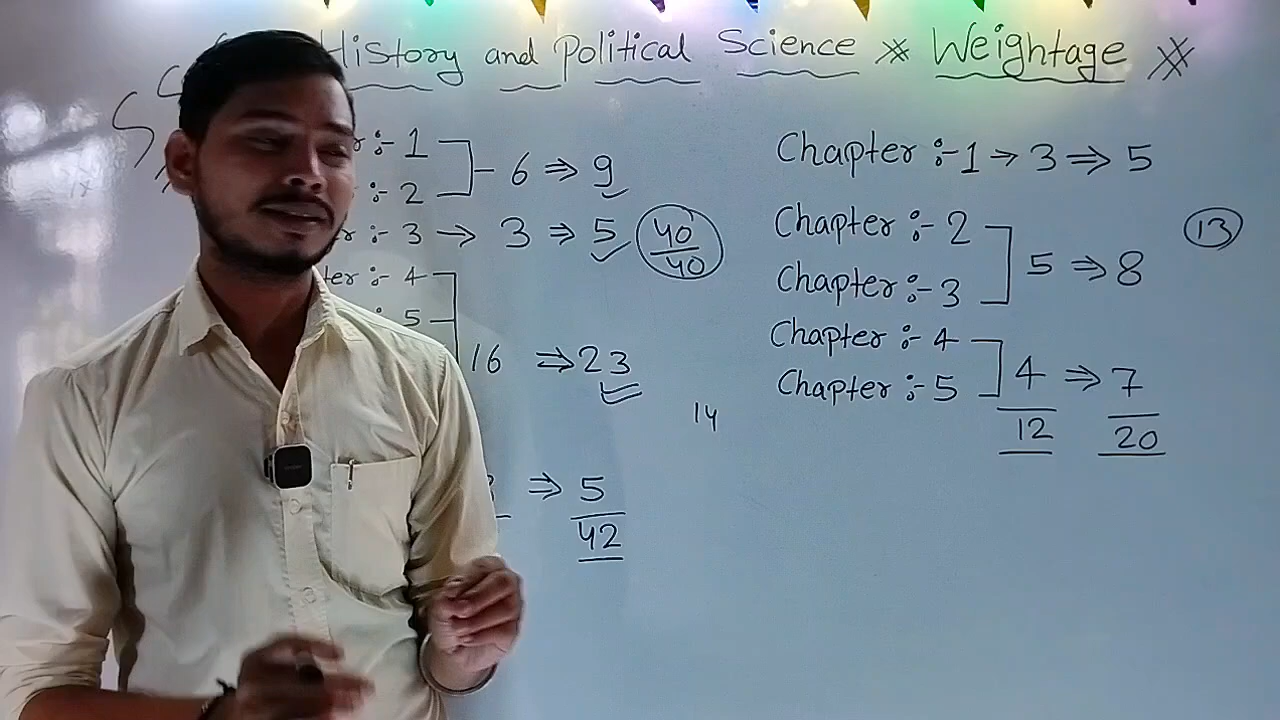 History and Political Science ** Weightage **
:- 1
:- 2
6 ⇒ 9
:- 3 → 3 ⇒ 5
40/40
:- 4
: 5
16 ⇒ 23
14
⇒ 5
42
Chapter :- 1 → 3 ⇒ 5
Chapter :- 2
Chapter :- 3
5 ⇒ 8
13
Chapter :- 4
Chapter :- 5
4 ⇒ 7
12 20